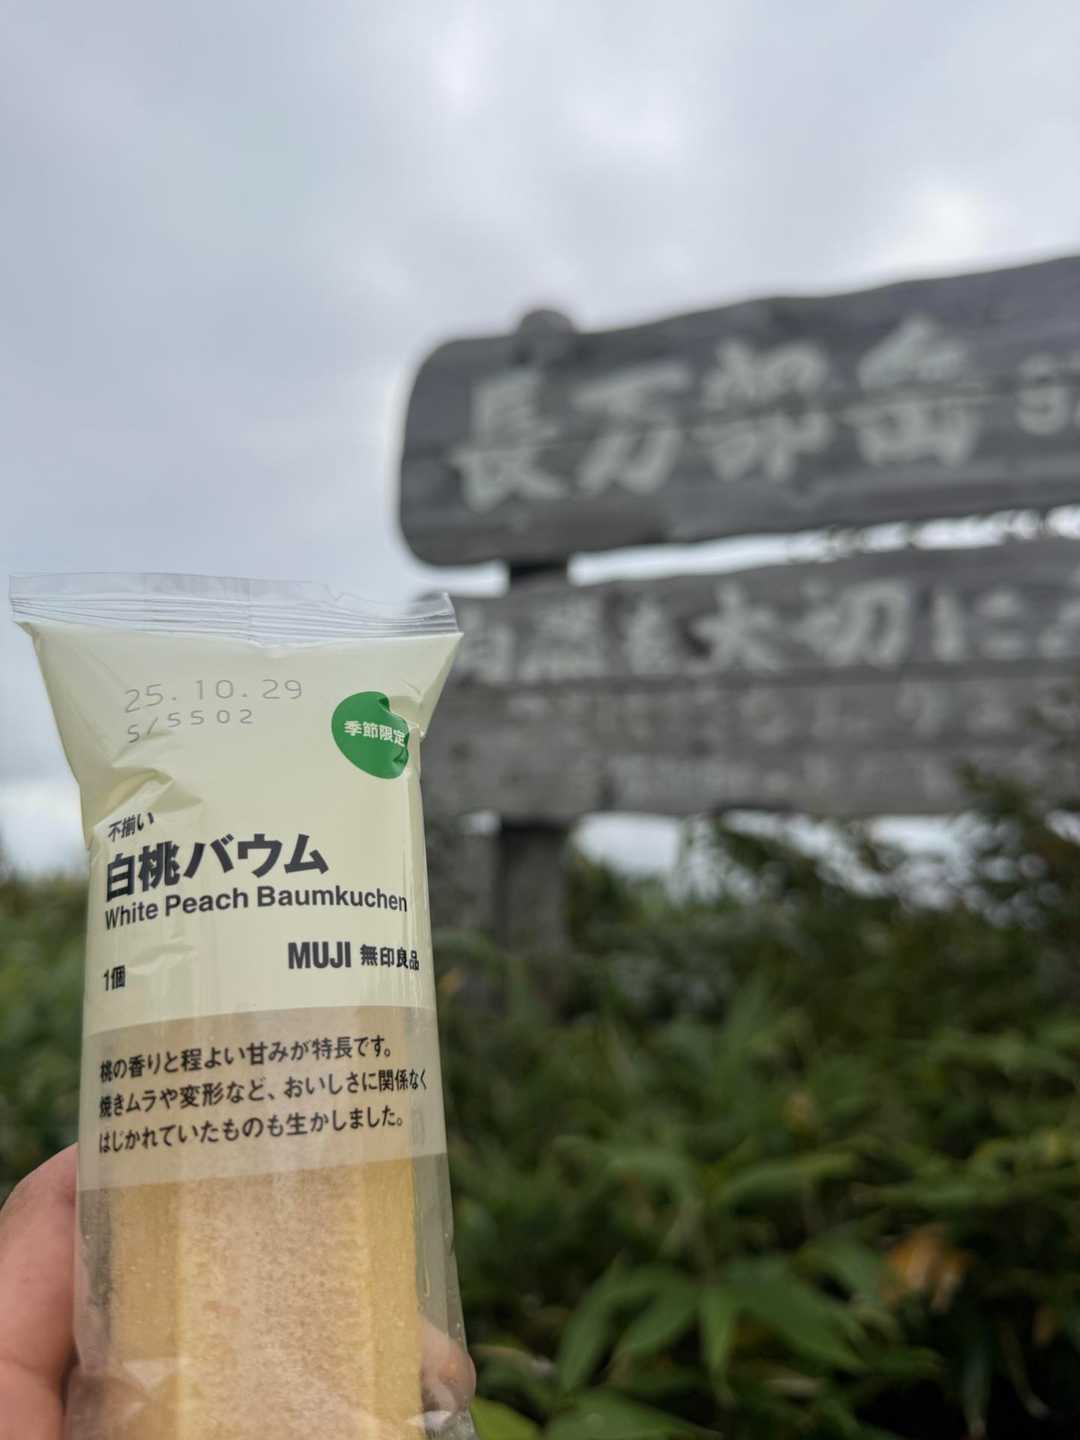 長万部岳
自然を大切に
25.10.29
S/5502
季節限定
不揃い
白桃バウム
White Peach Baumkuchen
MUJI 無印良品
1個
桃の香りと程よい甘みが特長です。
焼きムラや変形など、おいしさに関係なく
はじかれていたものも生かしました。